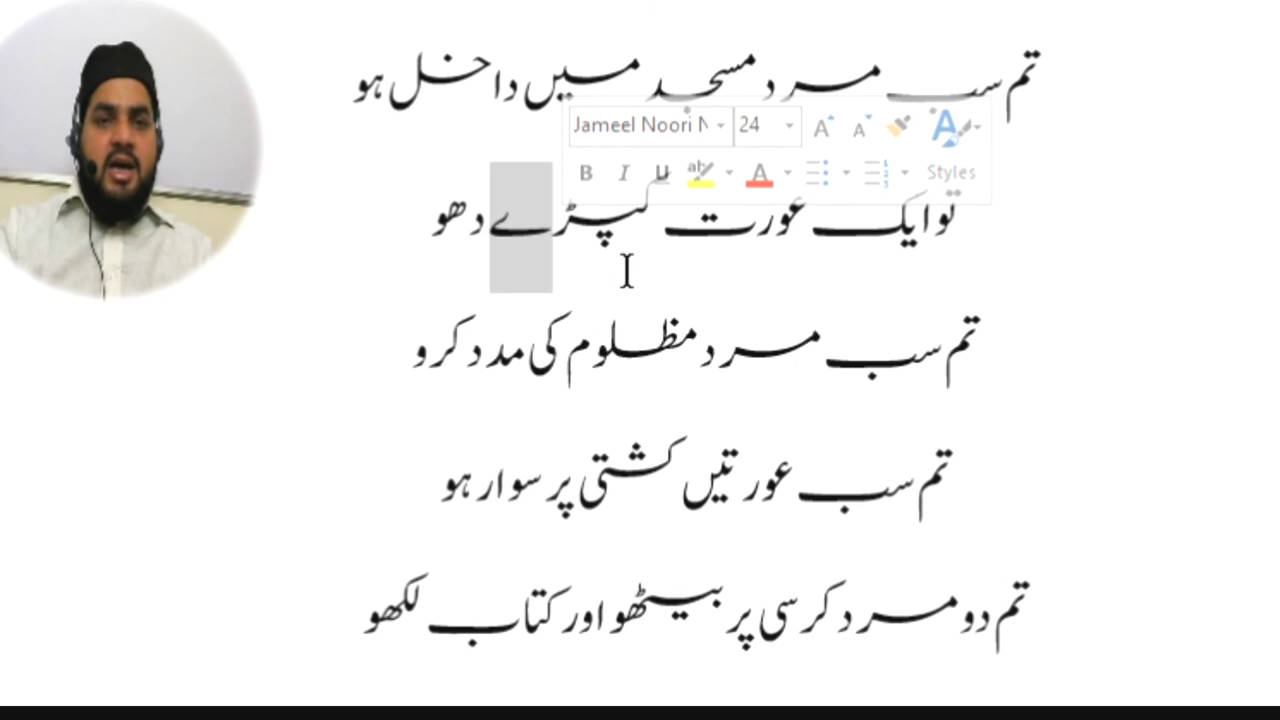 تم سب مرد مسجد میں داخل ہو
Jameel Noori N 24
B I U Styles
تو ایک عورت کپڑے دھو
تم سب مرد مظلوم کی مدد کرو
تم سب عورتیں کشتی پر سوار ہو
تم دو مرد کرسی پر بیٹھو اور کتاب لکھو